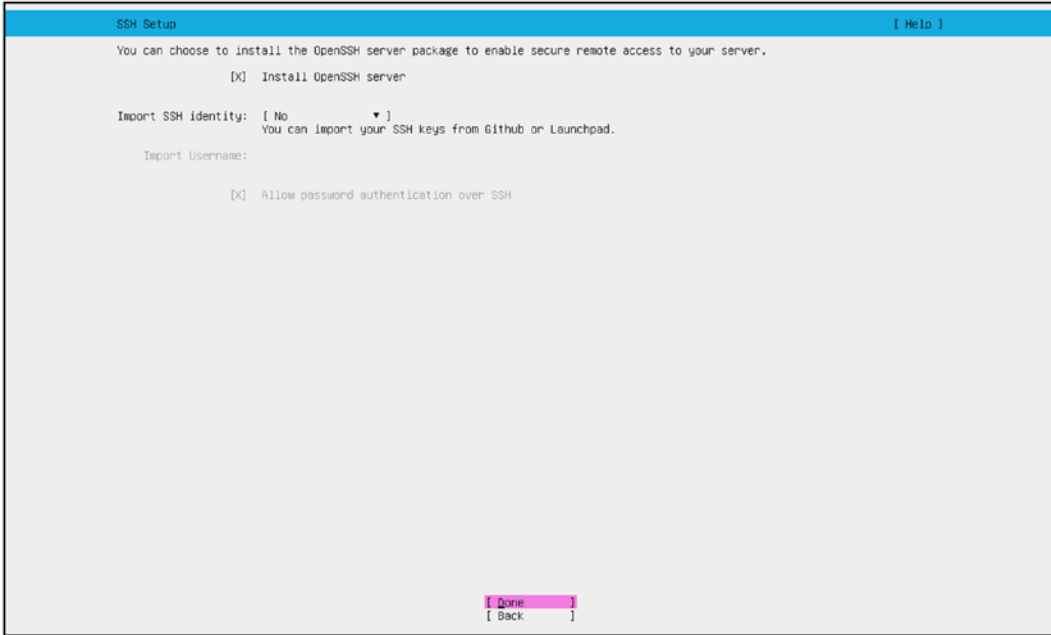 SSH Setup [ Help ]
You can choose to install the OpenSSH server package to enable secure remote access to your server.
[X] Install OpenSSH server
Import SSH identity: [ No ▼ ]
You can import your SSH keys from Github or Launchpad.
Import Username:
[X] Allow password authentication over SSH
[ Done ]
[ Back ]